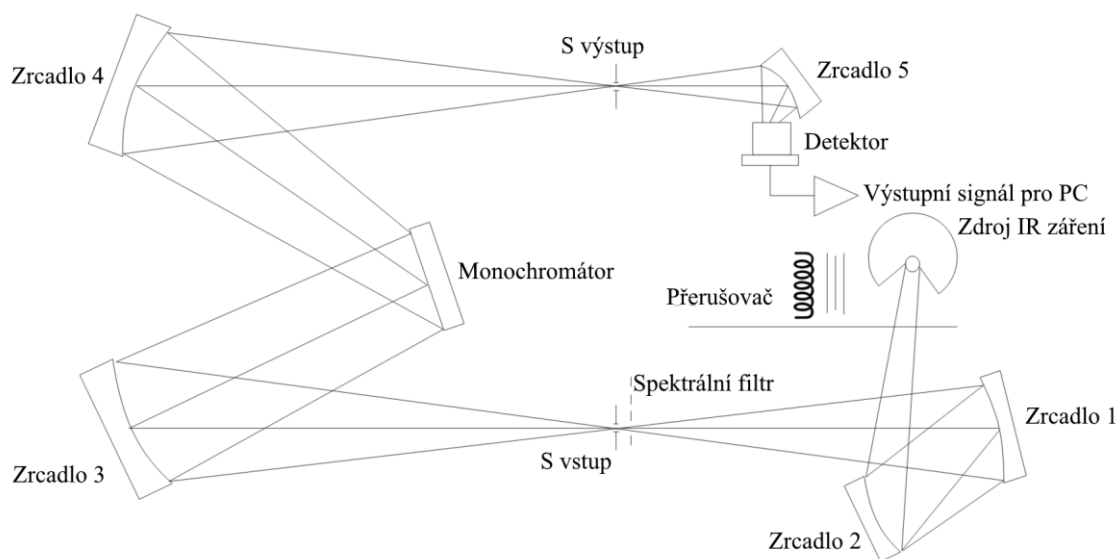 S výstup
Zrcadlo 4
Zrcadlo 5
Detektor
Výstupní signál pro PC
Zdroj IR záření
Monochromátor
Přerušovač
Spektrální filtr
Zrcadlo 1
S vstup
Zrcadlo 3
Zrcadlo 2